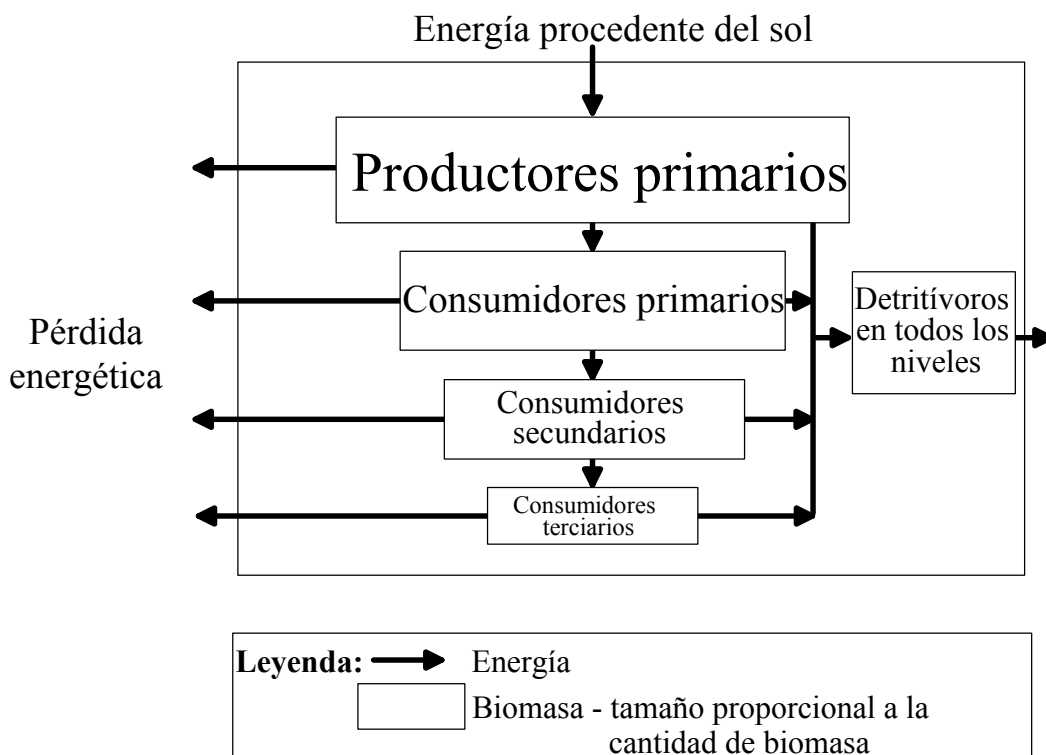 Energía procedente del sol
Productores primarios
Consumidores primarios
Detritívoros
en todos los
niveles
Pérdida
energética
Consumidores
secundarios
Consumidores
terciarios
Leyenda:
Energía
Biomasa - tamaño proporcional a la
cantidad de biomasa